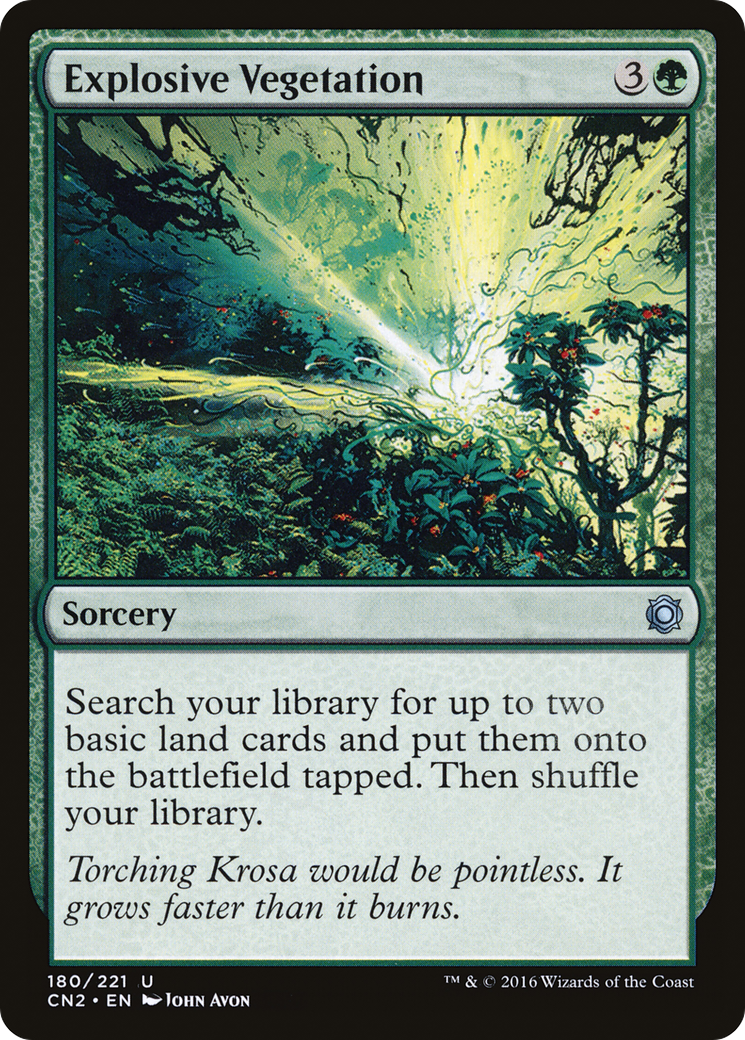 Explosive Vegetation 3
Sorcery
Search your library for up to two
basic land cards and put them onto
the battlefield tapped. Then shuffle
your library.
Torching Krosa would be pointless. It
grows faster than it burns.
180/221 U
CN2 • EN John Avon
™ & © 2016 Wizards of the Coast